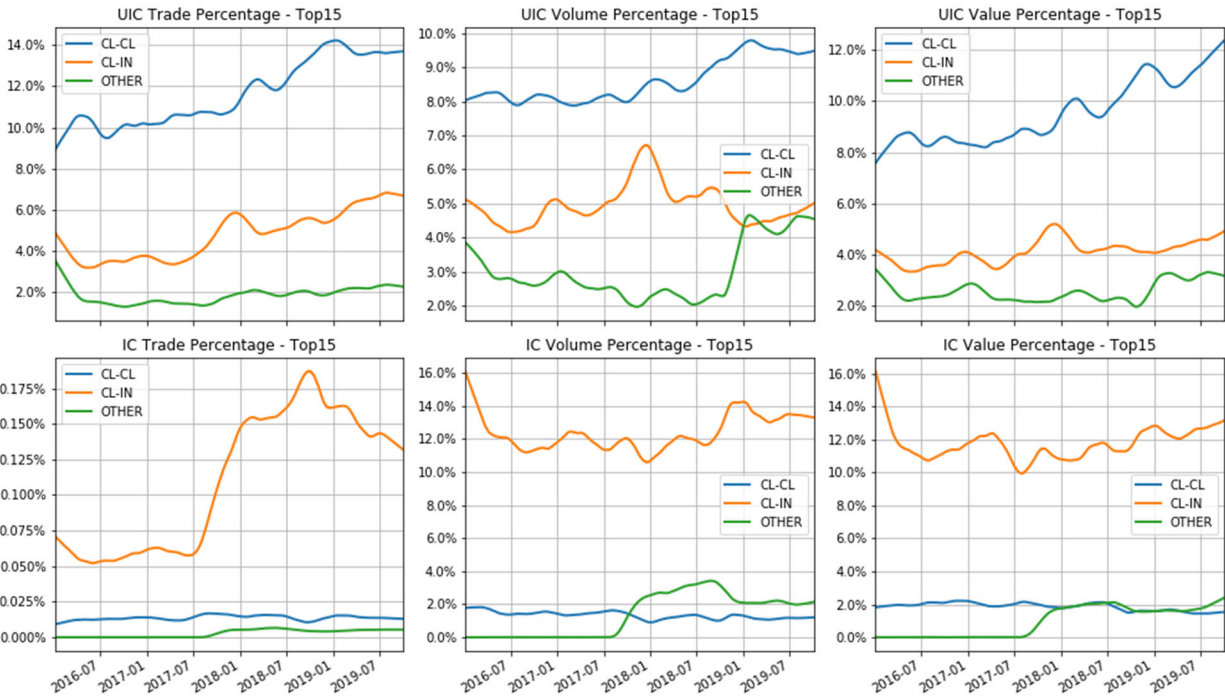 UIC Trade Percentage - Top15
14.0%
12.0%
10.0%
8.0%
6.0%
4.0%
2.0%
CL-CL
CL-IN
OTHER
UIC Volume Percentage - Top15
10.0%
9.0%
8.0%
7.0%
6.0%
5.0%
4.0%
3.0%
2.0%
CL-CL
CL-IN
OTHER
UIC Value Percentage - Top15
12.0%
10.0%
8.0%
6.0%
4.0%
2.0%
CL-CL
CL-IN
OTHER
IC Trade Percentage - Top15
0.175%
0.150%
0.125%
0.100%
0.075%
0.050%
0.025%
0.000%
CL-CL
CL-IN
OTHER
2016-07 2017-01 2017-07 2018-01 2018-07 2019-01 2019-07
IC Volume Percentage - Top15
16.0%
14.0%
12.0%
10.0%
8.0%
6.0%
4.0%
2.0%
0.0%
CL-CL
CL-IN
OTHER
2016-07 2017-01 2017-07 2018-01 2018-07 2019-01 2019-07
IC Value Percentage - Top15
16.0%
14.0%
12.0%
10.0%
8.0%
6.0%
4.0%
2.0%
0.0%
CL-CL
CL-IN
OTHER
2016-07 2017-01 2017-07 2018-01 2018-07 2019-01 2019-07